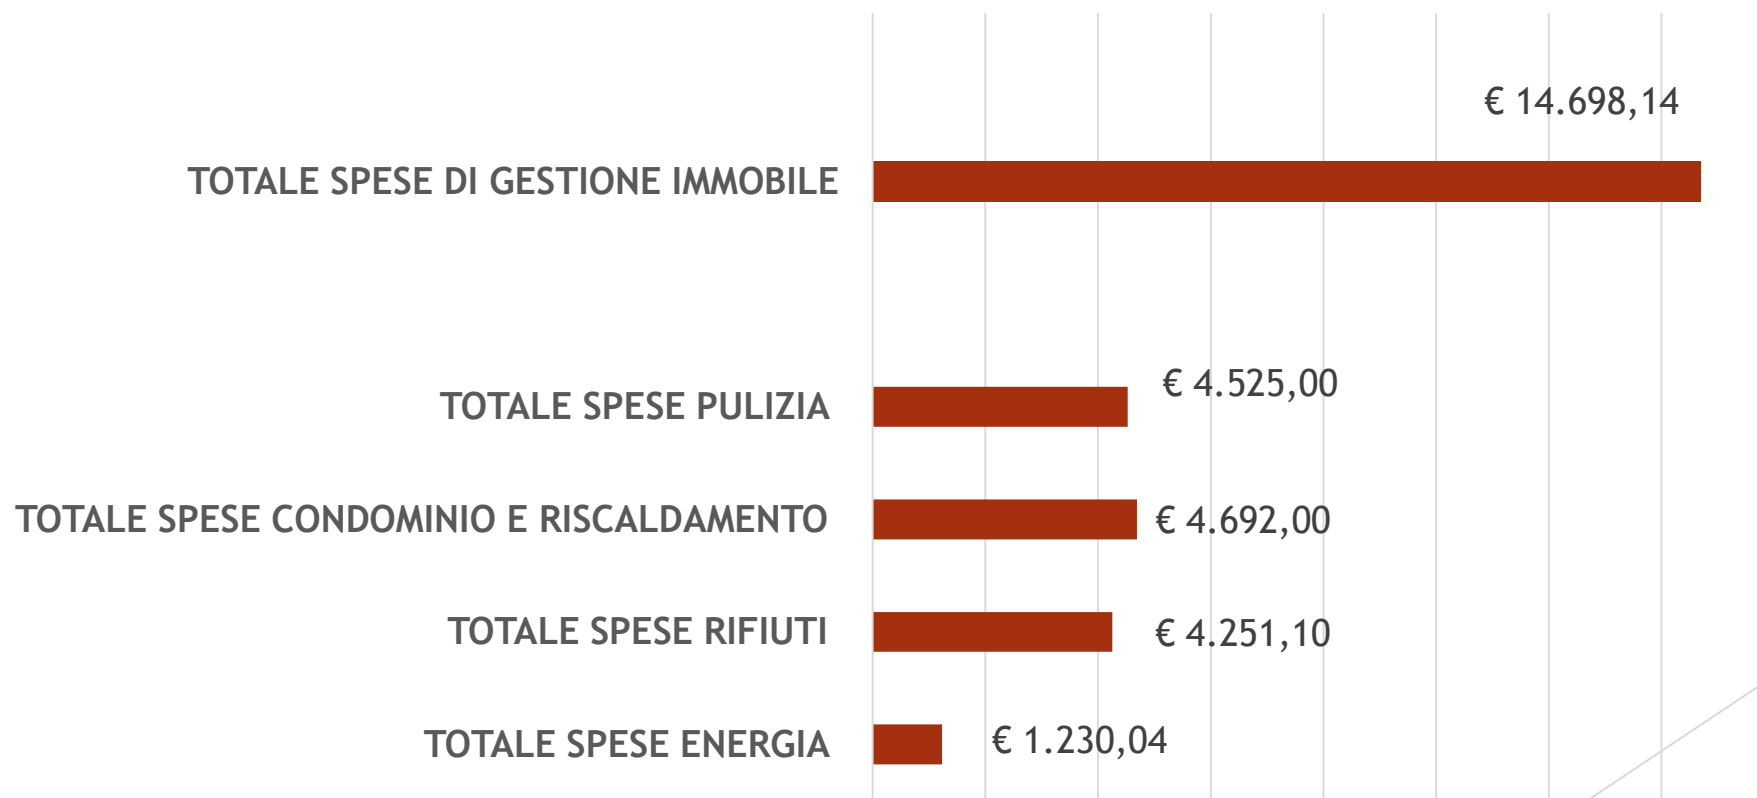 € 14.698,14
TOTALE SPESE DI GESTIONE IMMOBILE
TOTALE SPESE PULIZIA
€ 4.525,00
TOTALE SPESE CONDOMINIO E RISCALDAMENTO
€ 4.692,00
TOTALE SPESE RIFIUTI
€ 4.251,10
TOTALE SPESE ENERGIA
€ 1.230,04